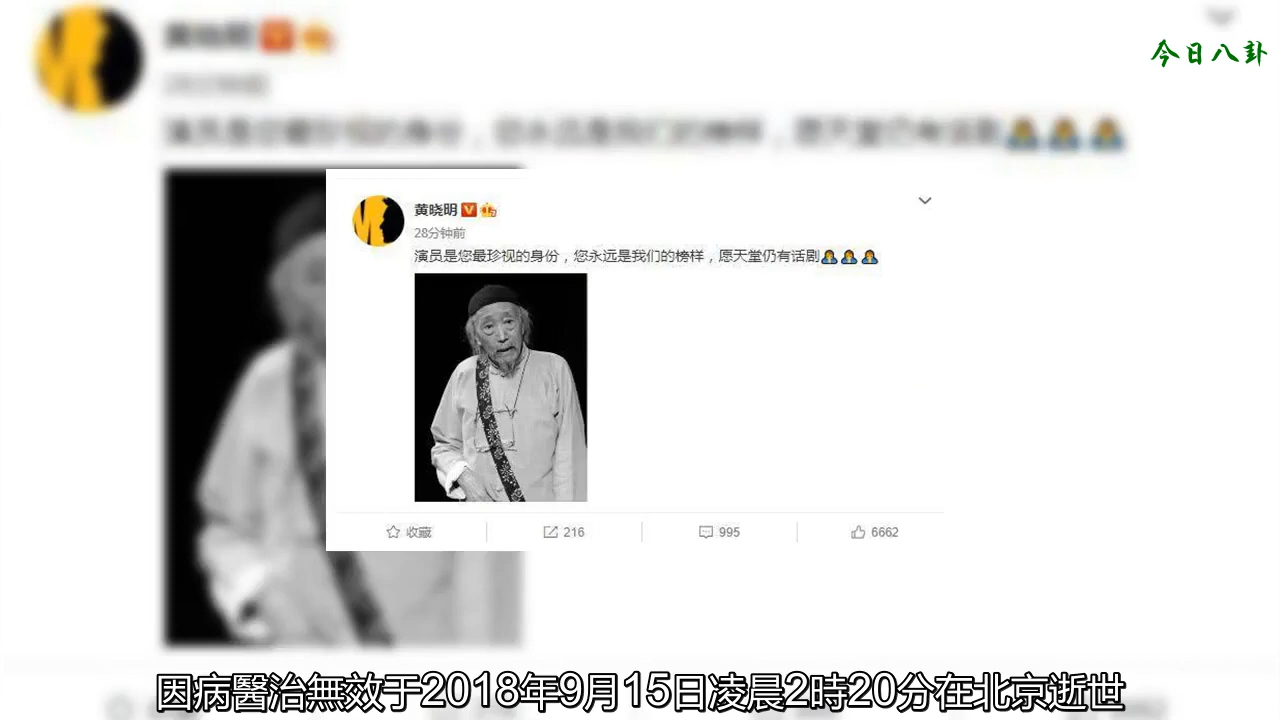 今日八卦
黄晓明
28分钟前
演员是您最珍视的身份，您永远是我们的榜样，愿天堂仍有话剧
收藏
216
995
6662
因病醫治無效于2018年9月15日凌晨2時20分在北京逝世